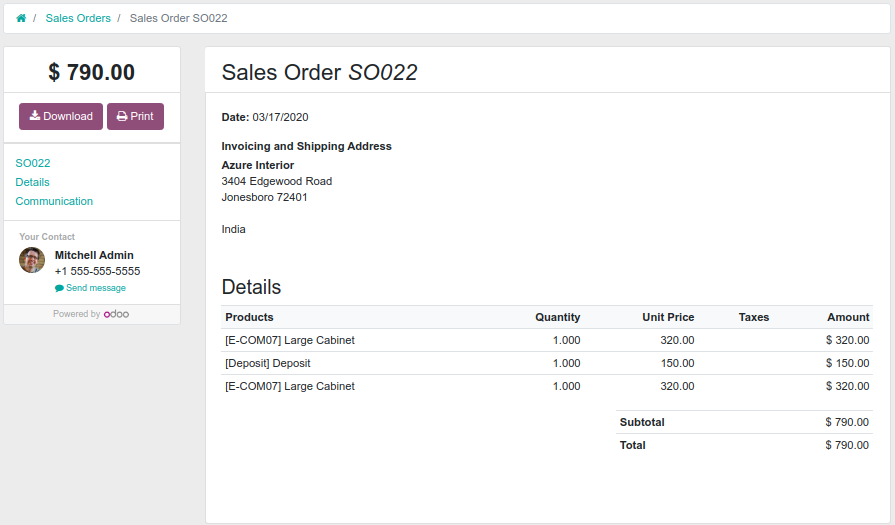 / Sales Orders / Sales Order SO022
$ 790.00
Download Print
SO022
Details
Communication
Your Contact
Mitchell Admin
+1 555-555-5555
Send message
Powered by odoo
Sales Order SO022
Date: 03/17/2020
Invoicing and Shipping Address
Azure Interior
3404 Edgewood Road
Jonesboro 72401
India
Details
Products Quantity Unit Price Taxes Amount
[E-COM07] Large Cabinet 1.000 320.00 $ 320.00
[Deposit] Deposit 1.000 150.00 $ 150.00
[E-COM07] Large Cabinet 1.000 320.00 $ 320.00
Subtotal $ 790.00
Total $ 790.00